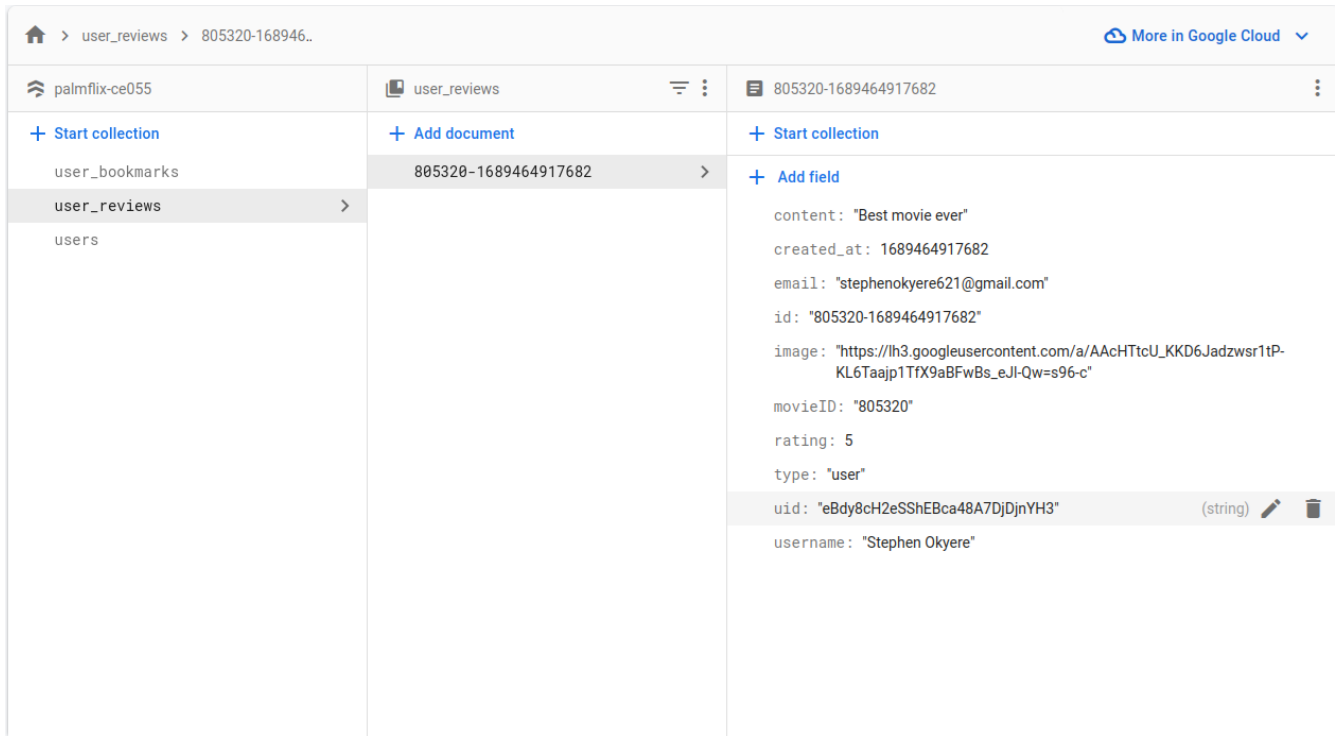 > user_reviews > 805320-168946..
More in Google Cloud
palmflix-ce055
user_reviews
805320-1689464917682
+ Start collection
+ Add document
+ Start collection
user_bookmarks
user_reviews
users
805320-1689464917682
+ Add field
content: "Best movie ever"
created_at: 1689464917682
email: "stephenokyere621@gmail.com"
id: "805320-1689464917682"
image: "https://lh3.googleusercontent.com/a/AAcHTtcU_KKD6Jadzwsr1tP-
KL6Taajp1TfX9aBFwBs_eJl-Qw=s96-c"
movieID: "805320"
rating: 5
type: "user"
uid: "eBdy8cH2eSShEBca48A7DjDjnYH3" (string)
username: "Stephen Okyere"